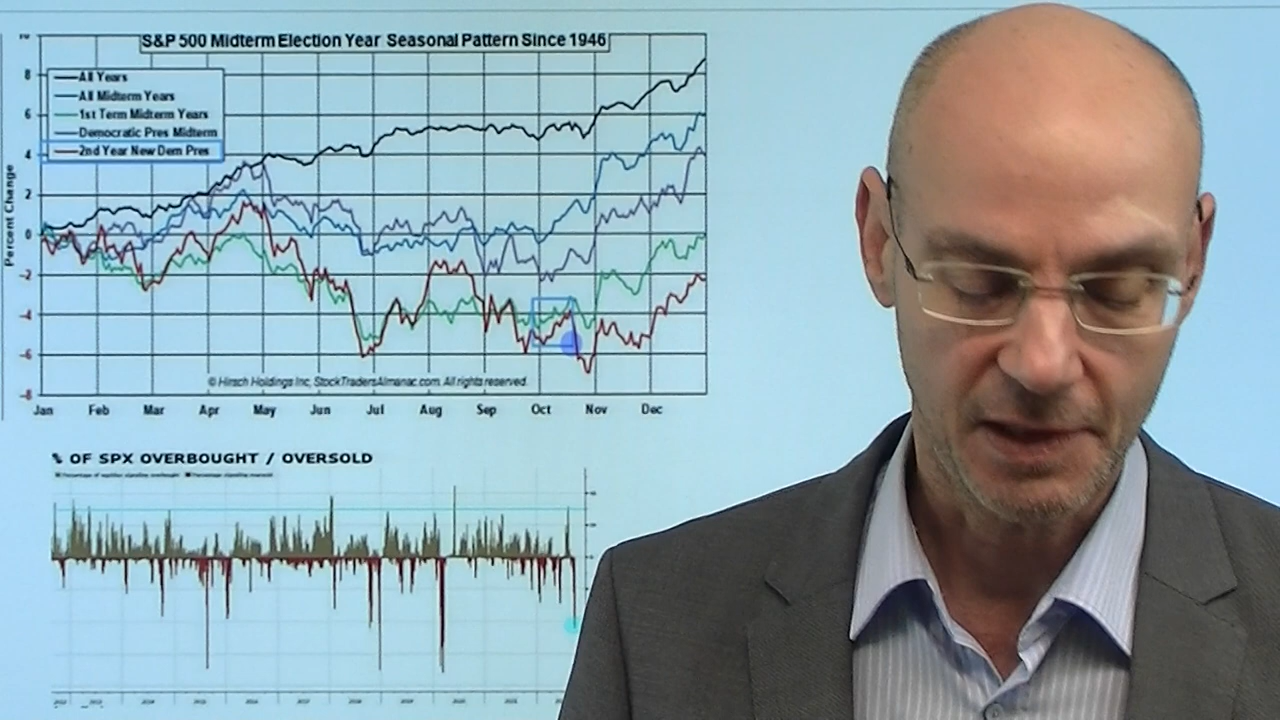 S&P 500 Midterm Election Year Seasonal Pattern Since 1946
All Years
All Midterm Years
1st Term Midterm Years
Democratic Pres Midterm
2nd Year New Dem Pres
Percent Change
10
8
6
4
2
0
-2
-4
-6
-8
© Hirsch Holdings Inc, StockTradersAlmanac.com. All rights reserved.
Jan Feb Mar Apr May Jun Jul Aug Sep Oct Nov Dec
% OF SPX OVERBOUGHT / OVERSOLD